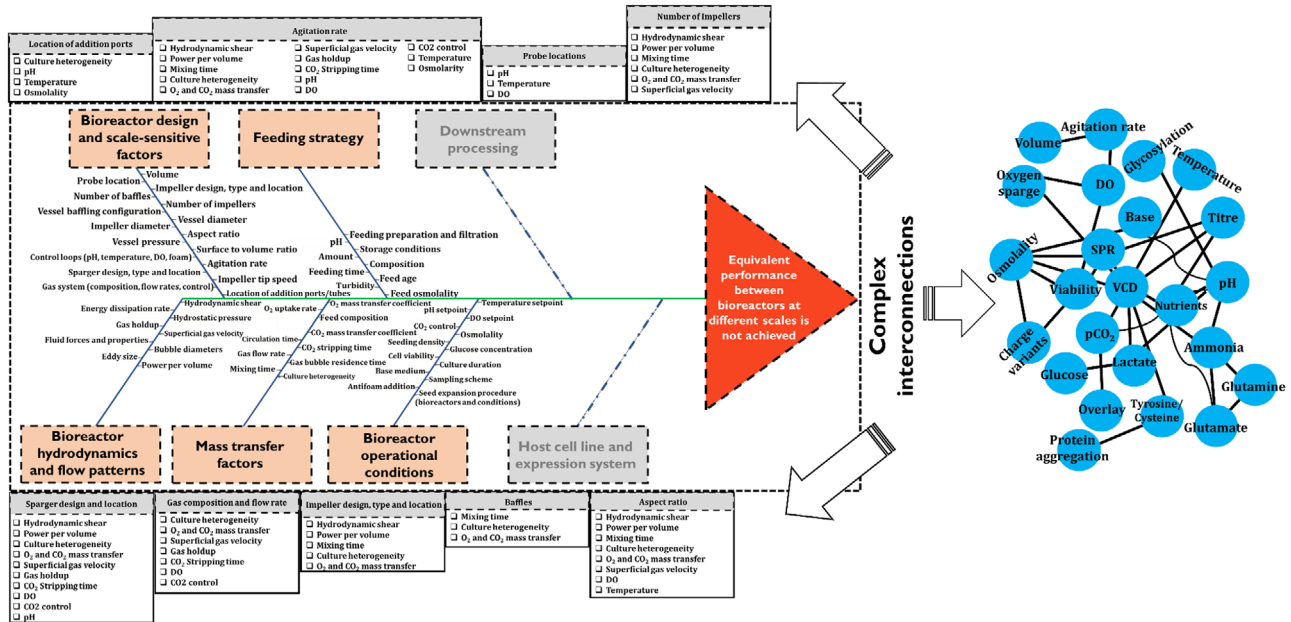 Location of addition ports
❑ Culture heterogeneity
❑ pH
❑ Temperature
❑ Osmolality
Agitation rate
❑ Hydrodynamic shear
❑ Power per volume
❑ Mixing time
❑ Culture heterogeneity
❑ O₂ and CO₂ mass transfer
❑ Superficial gas velocity
❑ Gas holdup
❑ CO₂ Stripping time
❑ pH
❑ DO
❑ CO2 control
❑ Temperature
❑ Osmolarity
Probe locations
❑ pH
❑ Temperature
❑ DO
Number of Impellers
❑ Hydrodynamic shear
❑ Power per volume
❑ Mixing time
❑ Culture heterogeneity
❑ O₂ and CO₂ mass transfer
❑ Superficial gas velocity
Bioreactor design
and scale-sensitive
factors
Feeding strategy
Downstream
processing
Volume
Probe location
Impeller design, type and location
Number of baffles
Number of impellers
Vessel baffling configuration
Vessel diameter
Impeller diameter
Aspect ratio
Vessel pressure
Surface to volume ratio
Control loops (pH, temperature, DO, foam)
Agitation rate
Sparger design, type and location
Impeller tip speed
Gas system (composition, flow rates, control)
Location of addition ports/tubes
Feeding preparation and filtration
pH
Storage conditions
Amount
Composition
Feeding time
Feed age
Turbidity
Feed osmolality
Energy dissipation rate
Hydrodynamic shear
Hydrostatic pressure
Gas holdup
Superficial gas velocity
Fluid forces and properties
Bubble diameters
Eddy size
Power per volume
O₂ mass transfer coefficient
O₂ uptake rate
Feed composition
CO₂ mass transfer coefficient
Circulation time
CO₂ stripping time
Gas flow rate
Gas bubble residence time
Mixing time
Culture heterogeneity
Temperature setpoint
pH setpoint
DO setpoint
CO₂ control
Osmolality
Seeding density
Glucose concentration
Cell viability
Culture duration
Base medium
Sampling scheme
Antifoam addition
Seed expansion procedure
(bioreactors and conditions)
Bioreactor
hydrodynamics
and flow patterns
Mass transfer
factors
Bioreactor
operational
conditions
Host cell line and
expression system
Equivalent
performance
between
bioreactors at
different scales is
not achieved
Complex
interconnections
Sparger design and location
❑ Hydrodynamic shear
❑ Power per volume
❑ Culture heterogeneity
❑ O₂ and CO₂ mass transfer
❑ Superficial gas velocity
❑ Gas holdup
❑ CO₂ Stripping time
❑ DO
❑ CO2 control
❑ pH
Gas composition and flow rate
❑ Culture heterogeneity
❑ O₂ and CO₂ mass transfer
❑ Superficial gas velocity
❑ Gas holdup
❑ CO₂ Stripping time
❑ DO
❑ CO2 control
Impeller design, type and location
❑ Hydrodynamic shear
❑ Power per volume
❑ Mixing time
❑ Culture heterogeneity
❑ O₂ and CO₂ mass transfer
Baffles
❑ Mixing time
❑ Culture heterogeneity
❑ O₂ and CO₂ mass transfer
Aspect ratio
❑ Hydrodynamic shear
❑ Power per volume
❑ Mixing time
❑ Culture heterogeneity
❑ O₂ and CO₂ mass transfer
❑ Superficial gas velocity
❑ DO
❑ Temperature
Volume
Agitation rate
Glycosylation
Temperature
Oxygen
sparge
DO
Base
Titre
Osmolality
SPR
Viability
VCD
pH
Nutrients
Charge
variants
pCO₂
Ammonia
Glucose
Lactate
Glutamine
Overlay
Tyrosine/
Cysteine
Glutamate
Protein
aggregation